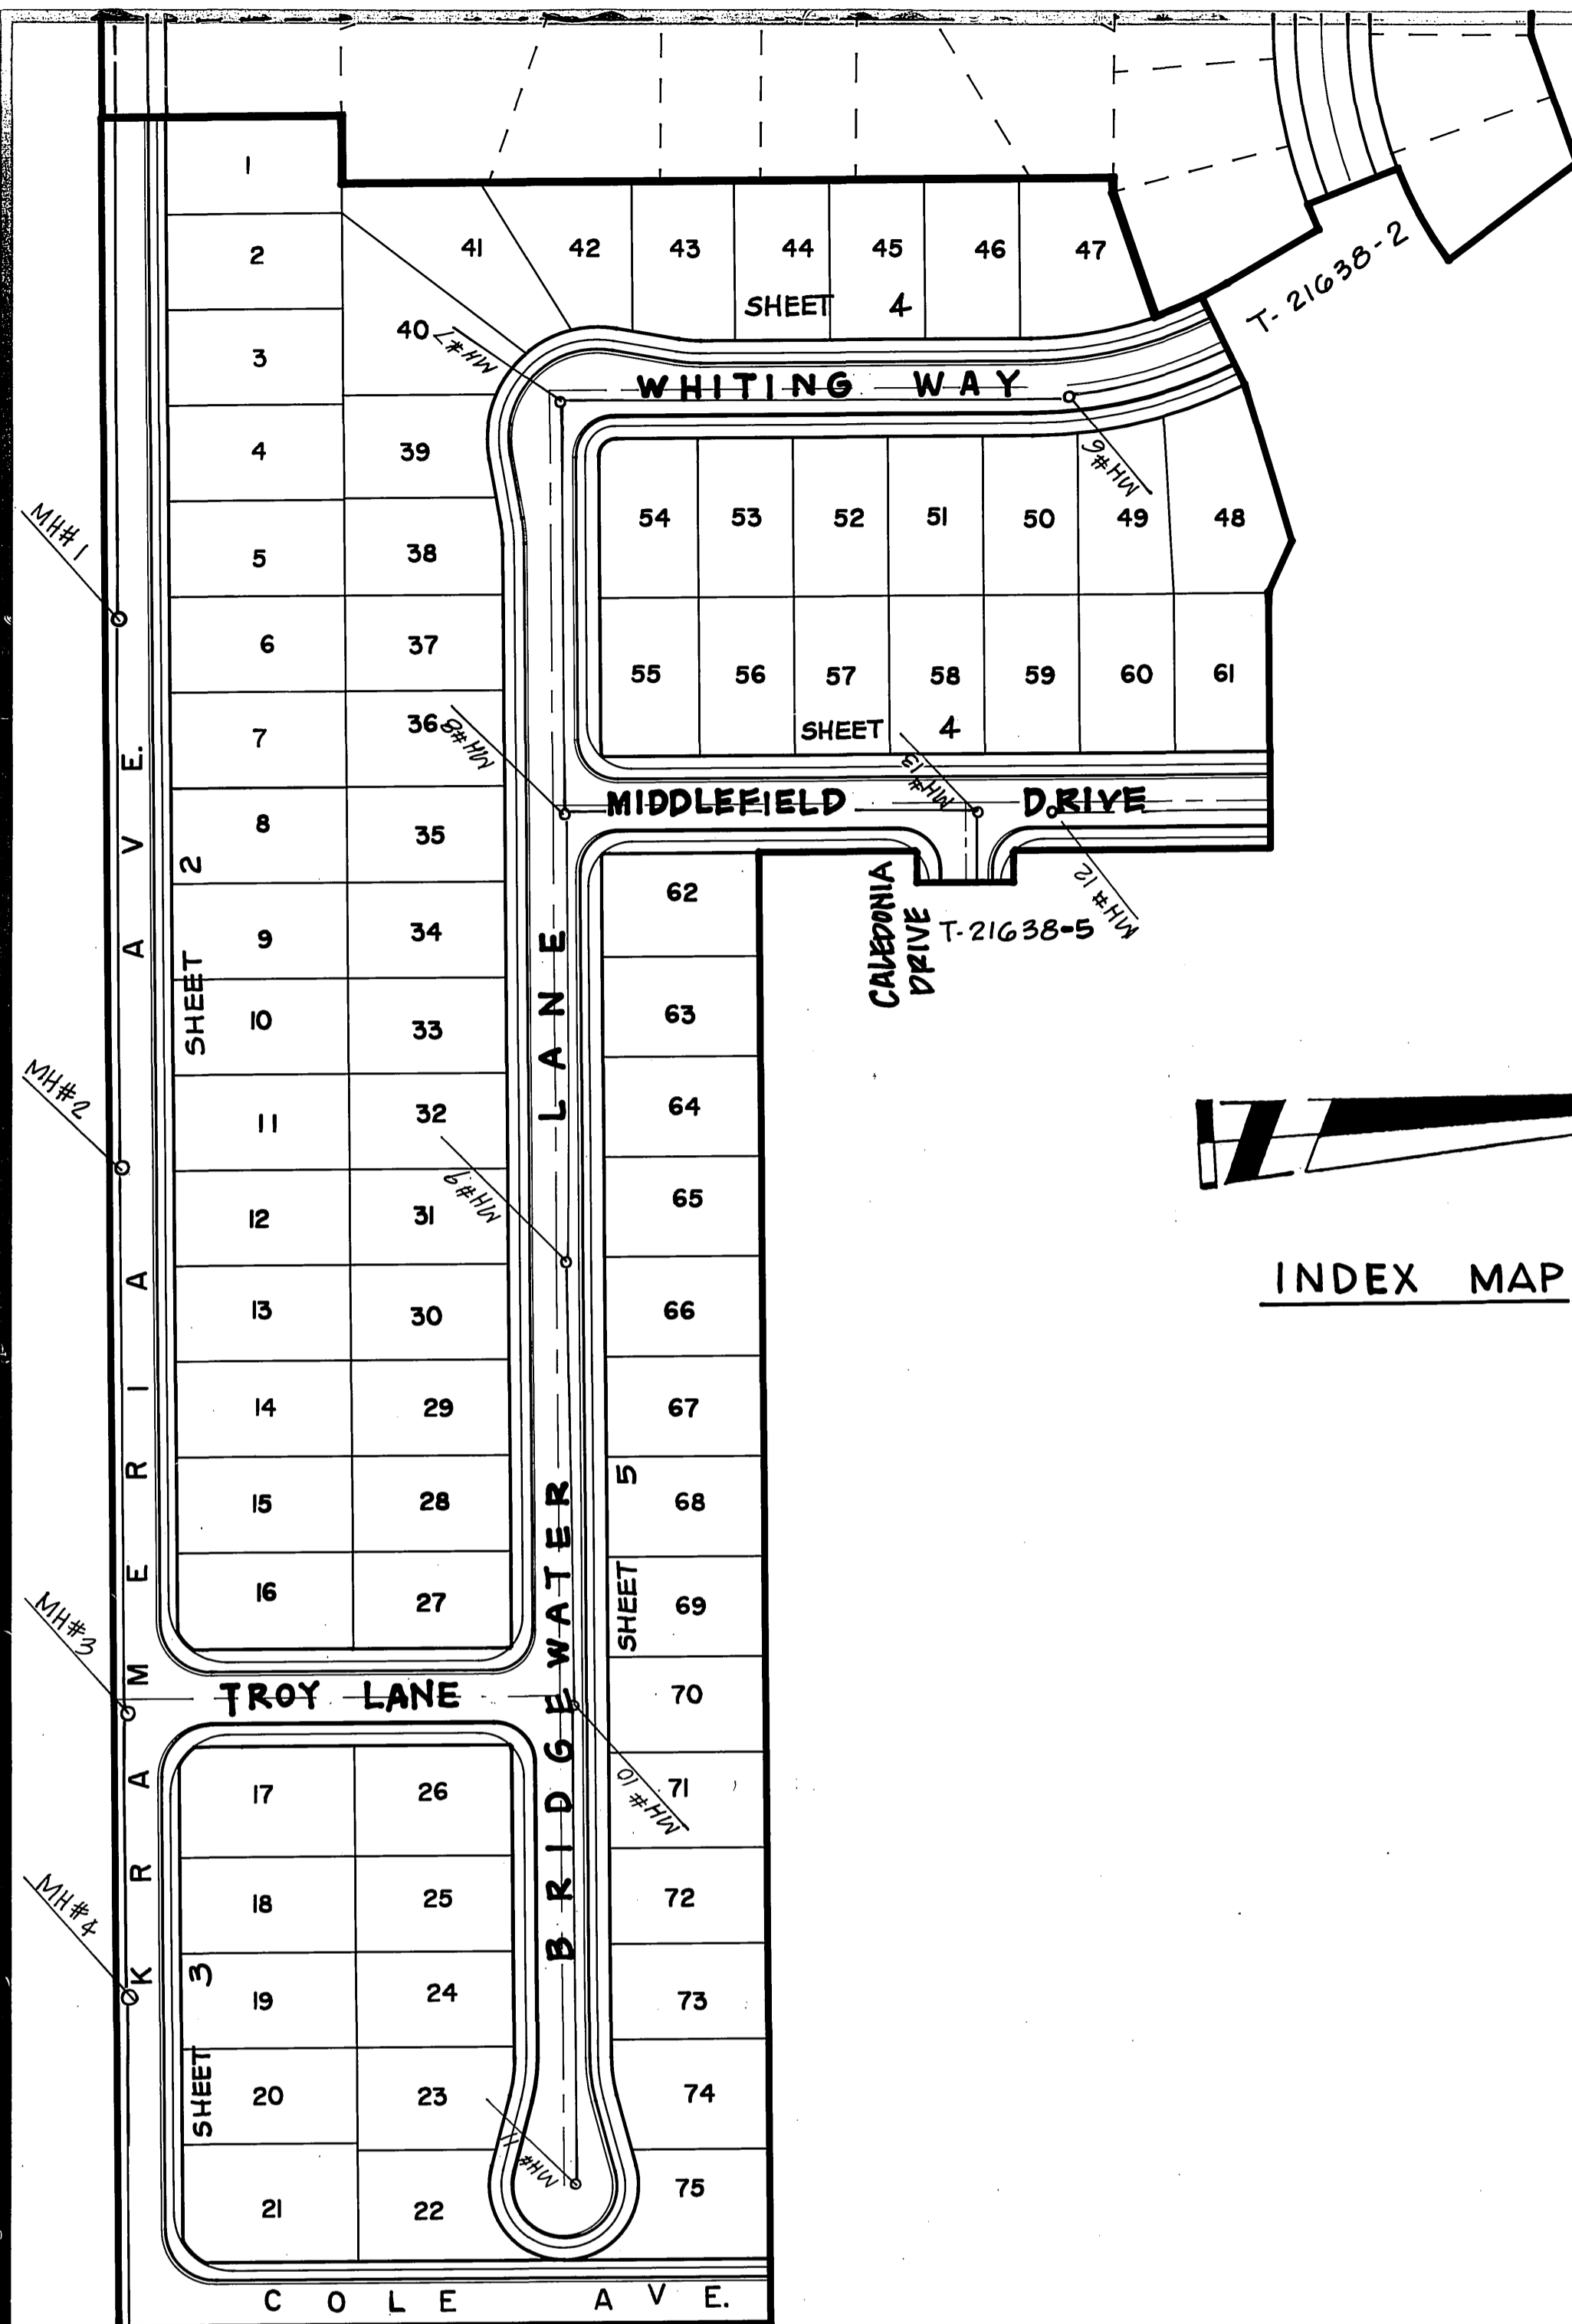 1
2
41
42
43
44
45
46
47
SHEET 4
T-21638-2
3
40
MH#7
WHITING WAY
4
39
MH#6
54
53
52
51
50
49
48
MH#1
5
38
6
37
55
56
57
58
59
60
61
SHEET 4
7
36
MH#8
MH#13
MIDDLEFIELD DRIVE
8
35
MH#12
62
CALEDONIA
DRIVE
T-21638-5
9
34
SHEET 2
10
33
63
MH#2
11
32
64
MH#9
12
31
65
13
30
66
INDEX MAP
14
29
67
15
28
68
SHEET 5
16
27
69
MH#3
TROY LANE
70
KRAMERIA AVE.
BRIDGEWATER LANE
17
26
MH#10
71
18
25
72
MH#4
19
24
73
SHEET 3
20
23
74
MH#11
21
22
75
COLE AVE.